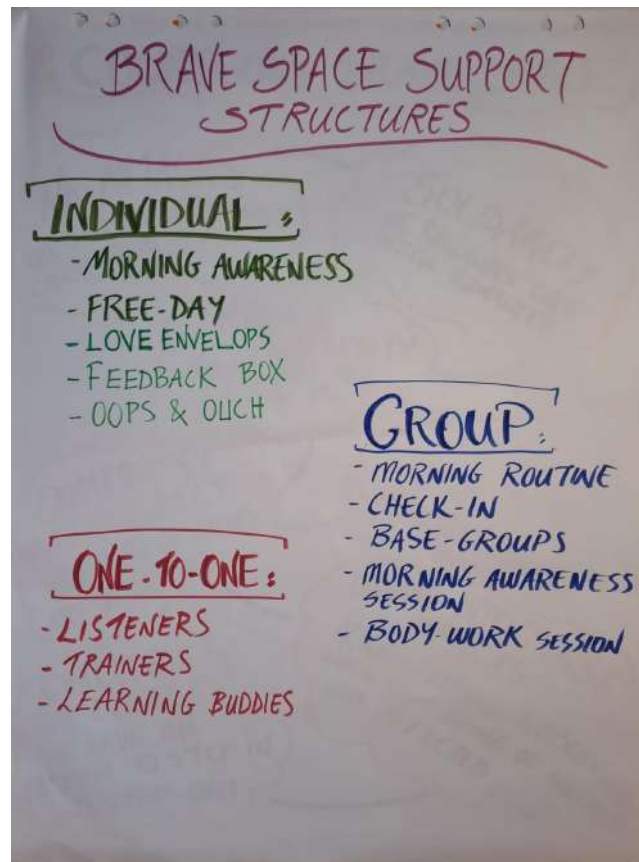 BRAVE SPACE SUPPORT
STRUCTURES
INDIVIDUAL:
- MORNING AWARENESS
- FREE-DAY
- LOVE ENVELOPS
- FEEDBACK BOX
- OOPS & OUCH
GROUP:
- MORNING ROUTINE
- CHECK-IN
- BASE-GROUPS
- MORNING AWARENESS
SESSION
- BODY-WORK SESSION
ONE-TO-ONE:
- LISTENERS
- TRAINERS
- LEARNING BUDDIES